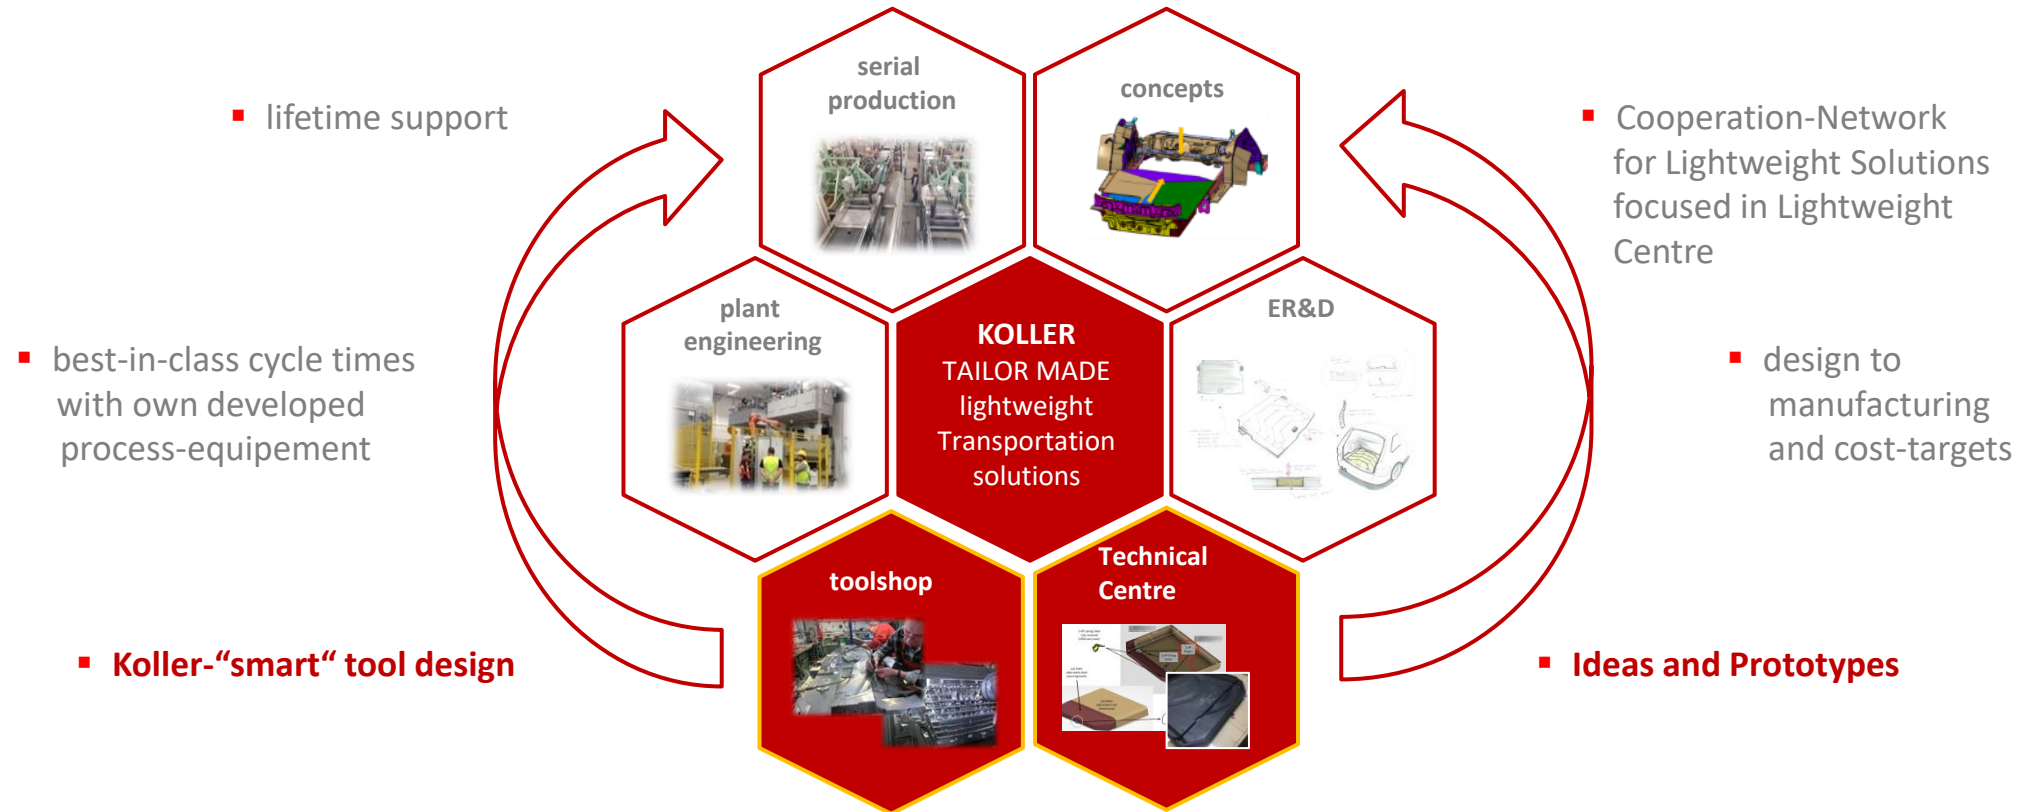 serial
production
concepts
▪ lifetime support
▪ Cooperation-Network
for Lightweight Solutions
focused in Lightweight
Centre
plant
engineering
KOLLER
TAILOR MADE
lightweight
Transportation
solutions
ER&D
▪ best-in-class cycle times
with own developed
process-equipement
▪ design to
manufacturing
and cost-targets
toolshop
Technical
Centre
▪ Koller-“smart“ tool design
▪ Ideas and Prototypes